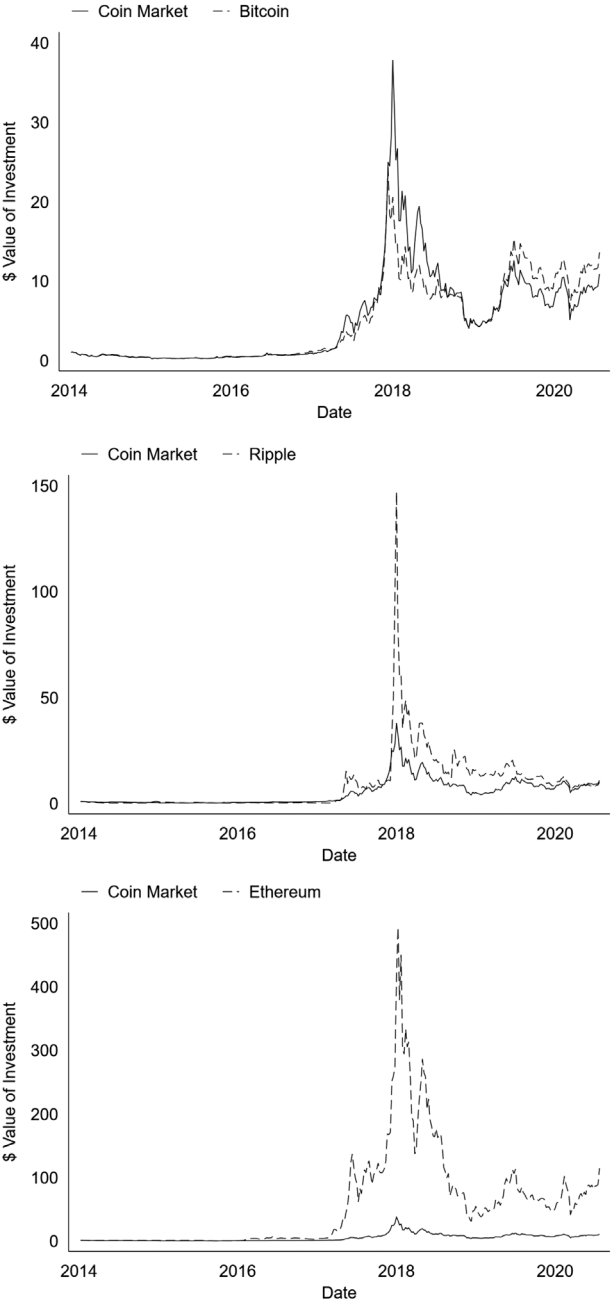 Coin Market Bitcoin
40
30
20
10
0
$ Value of Investment
2014 2016 2018 2020
Date
Coin Market Ripple
150
100
50
0
$ Value of Investment
2014 2016 2018 2020
Date
Coin Market Ethereum
500
400
300
200
100
0
$ Value of Investment
2014 2016 2018 2020
Date